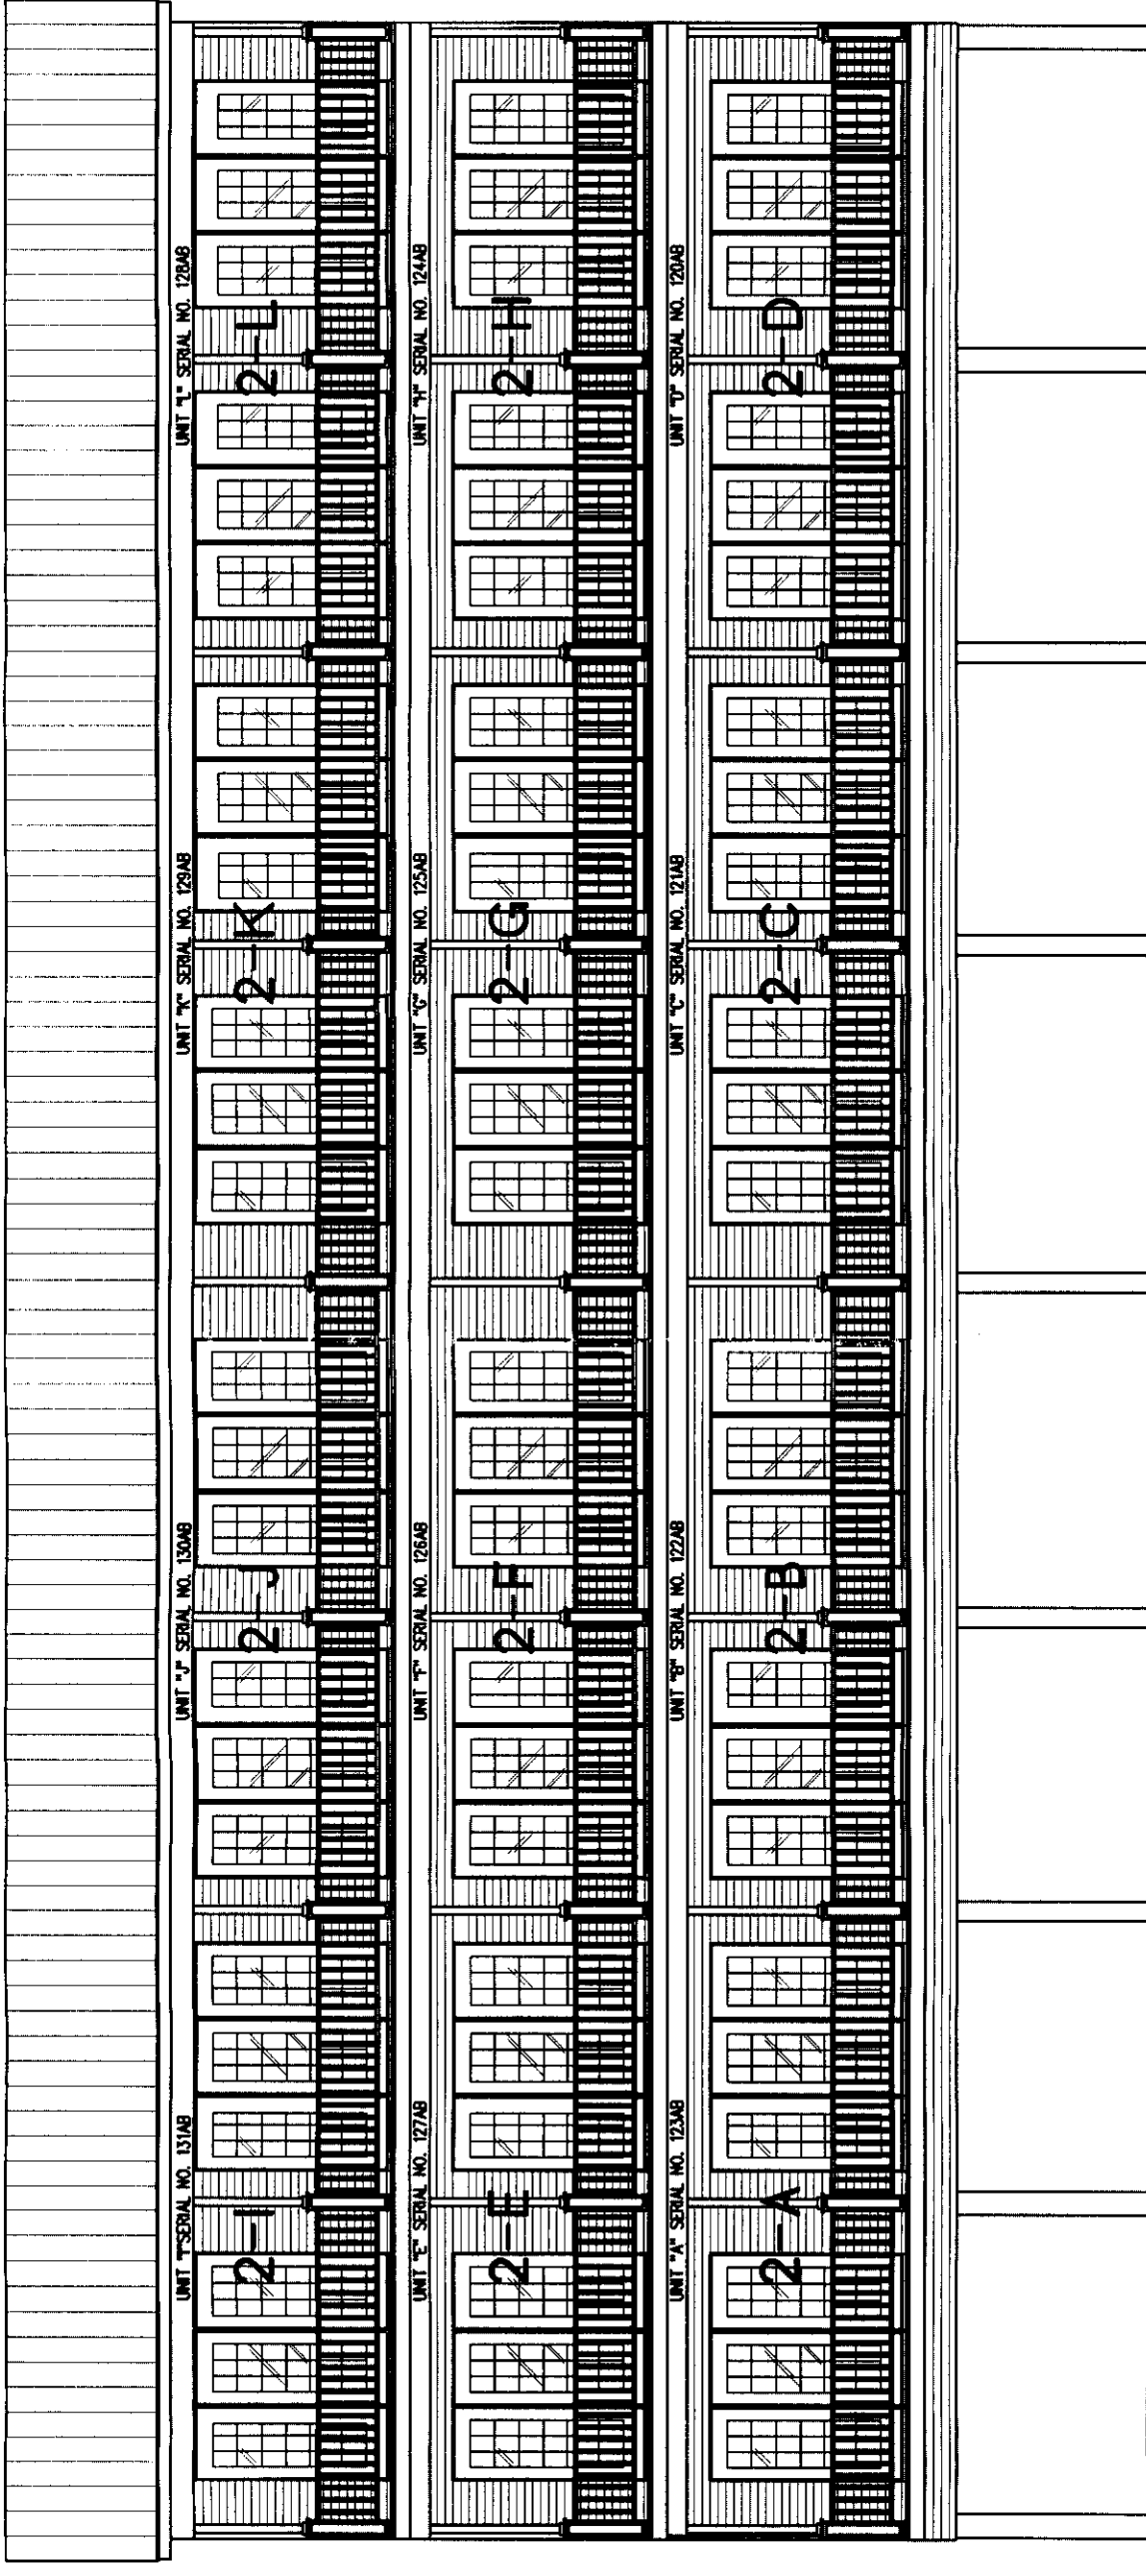 UNIT "I"SERIAL NO. 131AB
UNIT "J" SERIAL NO. 130AB
UNIT "K" SERIAL NO. 129AB
UNIT "L" SERIAL NO. 128AB
2-I
2-J
2-K
2-L
UNIT "E" SERIAL NO. 127AB
UNIT "F" SERIAL NO. 126AB
UNIT "G" SERIAL NO. 125AB
UNIT "H" SERIAL NO. 124AB
2-E
2-F
2-G
2-H
UNIT "A" SERIAL NO. 123AB
UNIT "B" SERIAL NO. 122AB
UNIT "C" SERIAL NO. 121AB
UNIT "D" SERIAL NO. 120AB
2-A
2-B
2-C
2-D